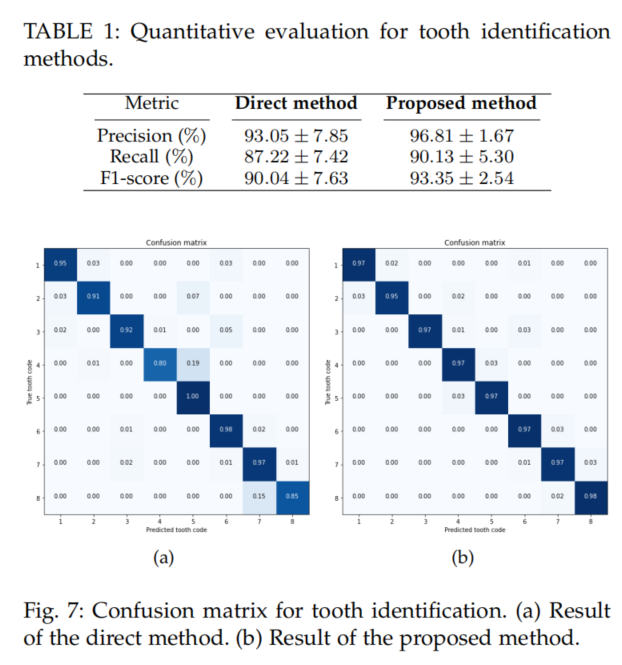 TABLE 1: Quantitative evaluation for tooth identification
methods.
Metric Direct method Proposed method
Precision (%) 93.05 ± 7.85 96.81 ± 1.67
Recall (%) 87.22 ± 7.42 90.13 ± 5.30
F1-score (%) 90.04 ± 7.63 93.35 ± 2.54
Confusion matrix
True tooth code
1 0.95 0.03 0.00 0.00 0.00 0.03 0.00 0.00
2 0.03 0.91 0.00 0.00 0.07 0.00 0.00 0.00
3 0.02 0.00 0.92 0.01 0.00 0.05 0.00 0.00
4 0.00 0.01 0.00 0.80 0.19 0.00 0.00 0.00
5 0.00 0.00 0.00 0.00 1.00 0.00 0.00 0.00
6 0.00 0.00 0.01 0.00 0.00 0.98 0.02 0.00
7 0.00 0.00 0.02 0.00 0.00 0.01 0.97 0.01
8 0.00 0.00 0.00 0.00 0.00 0.00 0.15 0.85
1 2 3 4 5 6 7 8
Predicted tooth code
(a)
Confusion matrix
True tooth code
1 0.97 0.02 0.00 0.00 0.00 0.01 0.00 0.00
2 0.03 0.95 0.00 0.02 0.00 0.00 0.00 0.00
3 0.00 0.00 0.97 0.01 0.00 0.03 0.00 0.00
4 0.00 0.00 0.00 0.97 0.03 0.00 0.00 0.00
5 0.00 0.00 0.00 0.03 0.97 0.00 0.00 0.00
6 0.00 0.00 0.00 0.00 0.00 0.97 0.03 0.00
7 0.00 0.00 0.00 0.00 0.00 0.01 0.97 0.03
8 0.00 0.00 0.00 0.00 0.00 0.00 0.02 0.98
1 2 3 4 5 6 7 8
Predicted tooth code
(b)
Fig. 7: Confusion matrix for tooth identification. (a) Result
of the direct method. (b) Result of the proposed method.